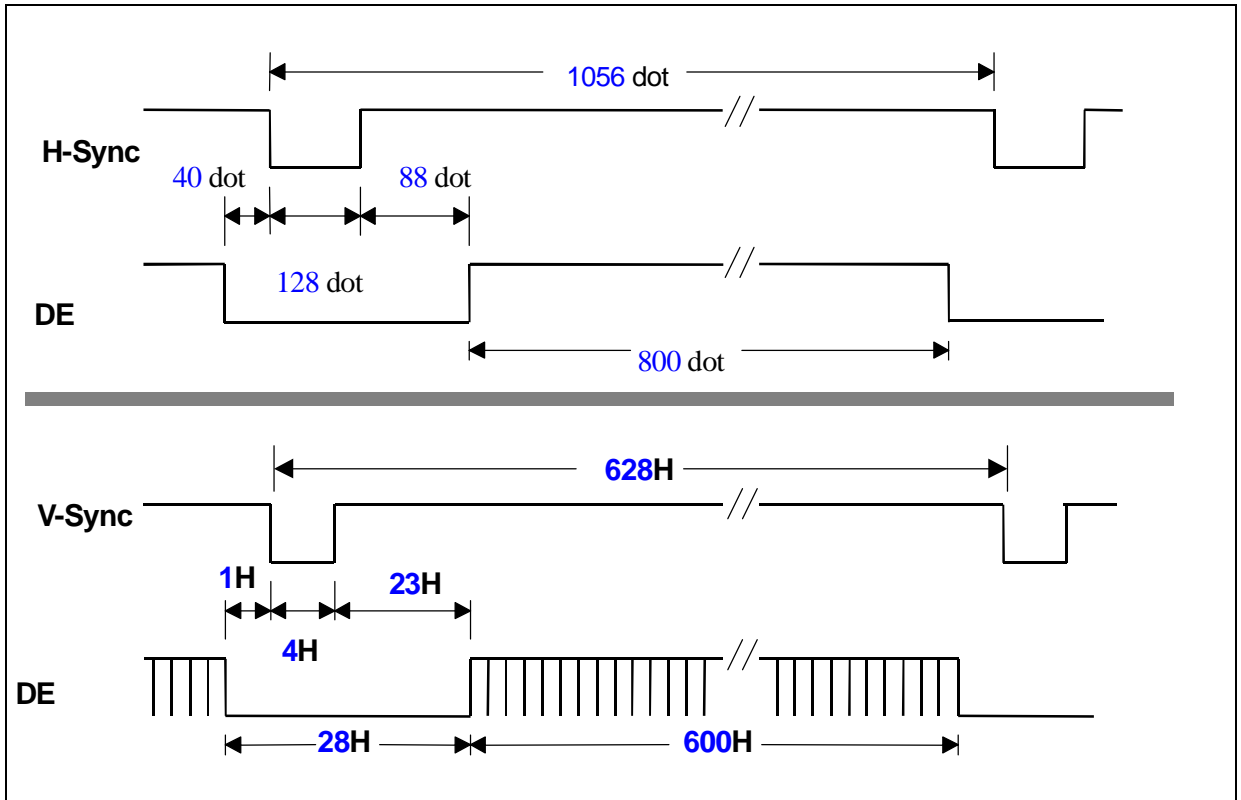 1056 dot
H-Sync
40 dot
88 dot
128 dot
DE
800 dot
628H
V-Sync
1H
23H
4H
DE
28H
600H